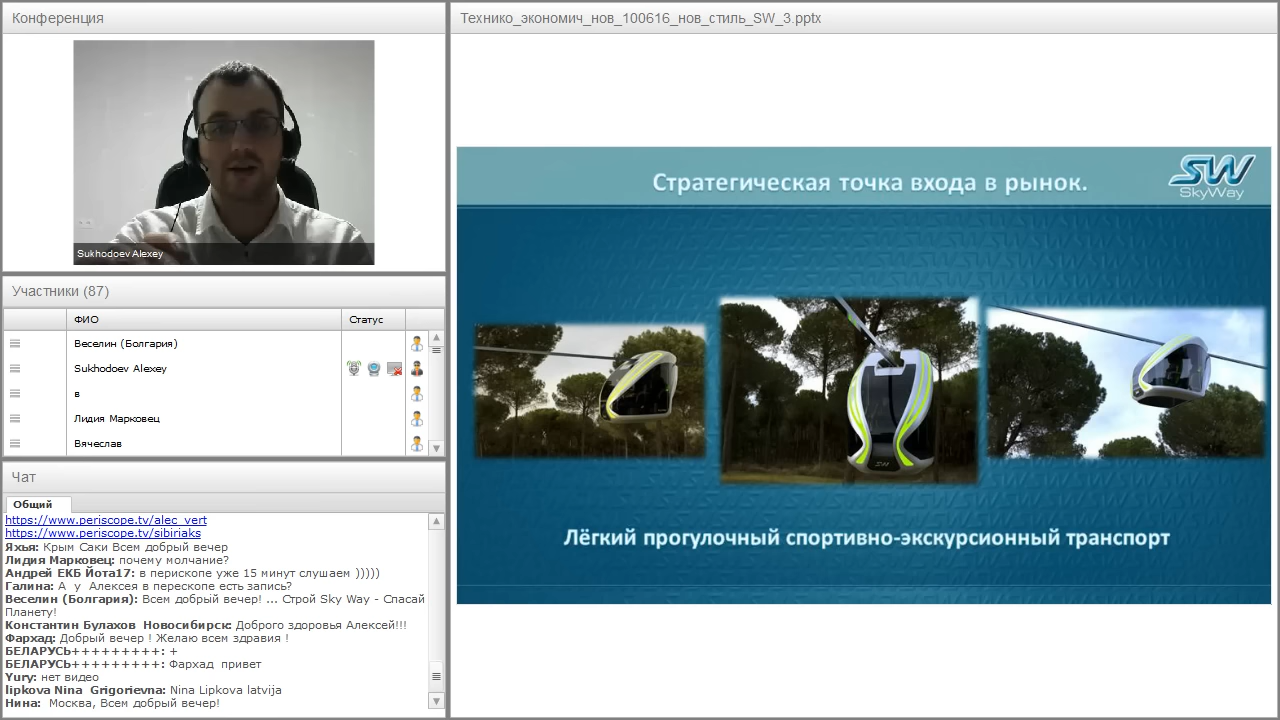 Конференция
Sukhodoev Alexey
Участники (87)
ФИО
Статус
Веселин (Болгария)
Sukhodoev Alexey
в
Лидия Марковец
Вячеслав
Чат
Общий
https://www.periscope.tv/alec_vert
https://www.periscope.tv/sibiriaks
Яхья: Крым Саки Всем добрый вечер
Лидия Марковец: почему молчание?
Андрей ЕКБ Йота17: в перископе уже 15 минут слушаем )))))
Галина: А у Алексея в перескопе есть запись?
Веселин (Болгария): Всем добрый вечер! ... Строй Sky Way - Спасай
Планету!
Константин Булахов Новосибирск: Доброго здоровья Алексей!!!
Фархад: Добрый вечер ! Желаю всем здравия !
БЕЛАРУСЬ+++++++++: +
БЕЛАРУСЬ+++++++++: Фархад привет
Yury: нет видео
lipkova Nina Grigorievna: Nina Lipkova latvija
Нина: Москва, Всем добрый вечер!
Технико_экономич_нов_100616_нов_стиль_SW_3.pptx
Стратегическая точка входа в рынок.
SW
SkyWay
SW
Лёгкий прогулочный спортивно-экскурсионный транспорт